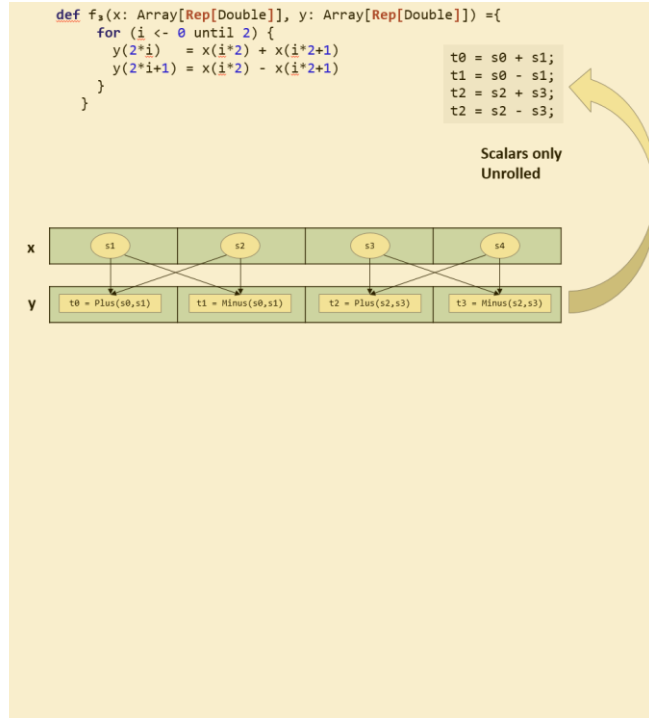 def f₃(x: Array[Rep[Double]], y: Array[Rep[Double]]) ={
for (i <- 0 until 2) {
y(2*i)   = x(i*2) + x(i*2+1)
y(2*i+1) = x(i*2) - x(i*2+1)
}
}
t0 = s0 + s1;
t1 = s0 - s1;
t2 = s2 + s3;
t2 = s2 - s3;
Scalars only
Unrolled
x s1 s2 s3 s4
y t0 = Plus(s0,s1) t1 = Minus(s0,s1) t2 = Plus(s2,s3) t3 = Minus(s2,s3)